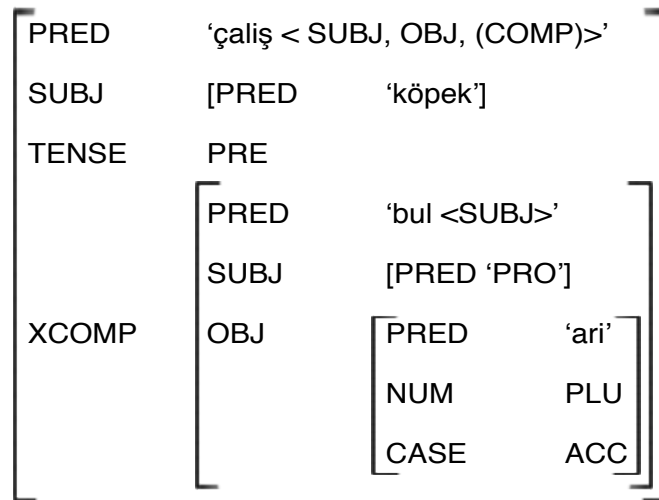 PRED ‘çaliş < SUBJ, OBJ, (COMP)>’
SUBJ [PRED ‘köpek’]
TENSE PRE
PRED ‘bul <SUBJ>’
SUBJ [PRED ‘PRO’]
XCOMP OBJ PRED ‘ari’
NUM PLU
CASE ACC